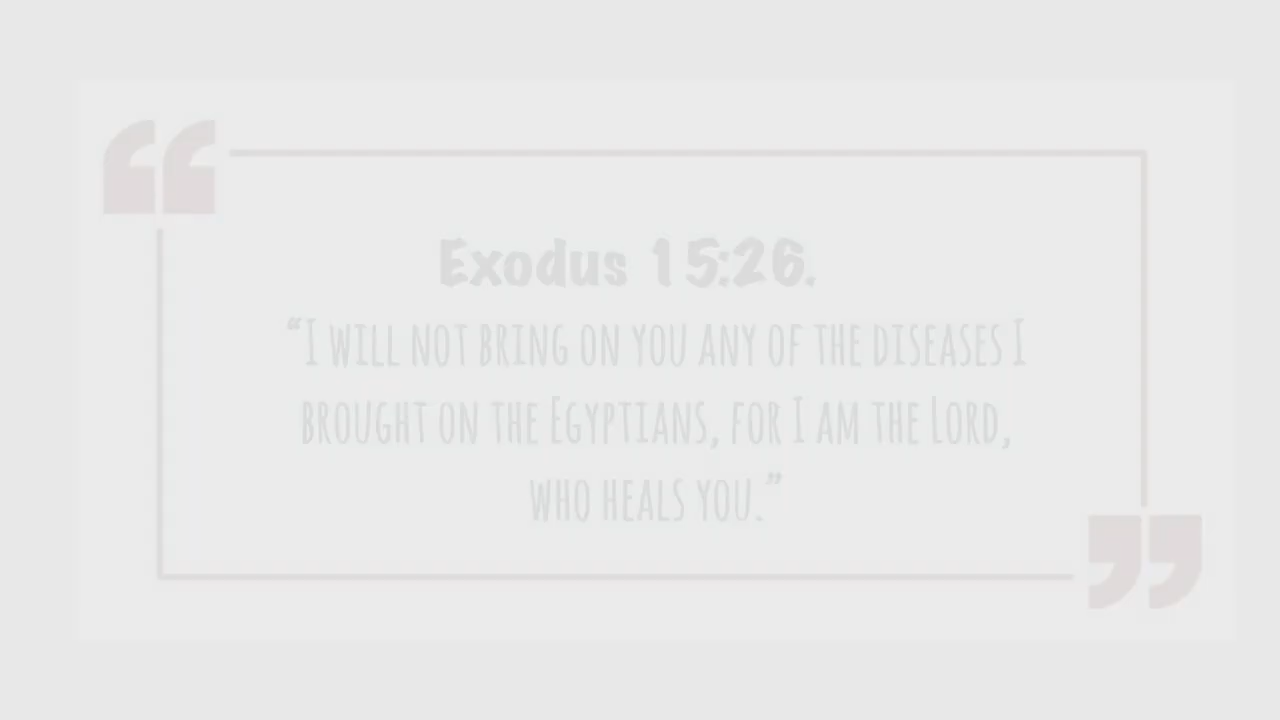 Exodus 15:26.
“I will not bring on you any of the diseases I
brought on the Egyptians, for I am the Lord,
who heals you.”